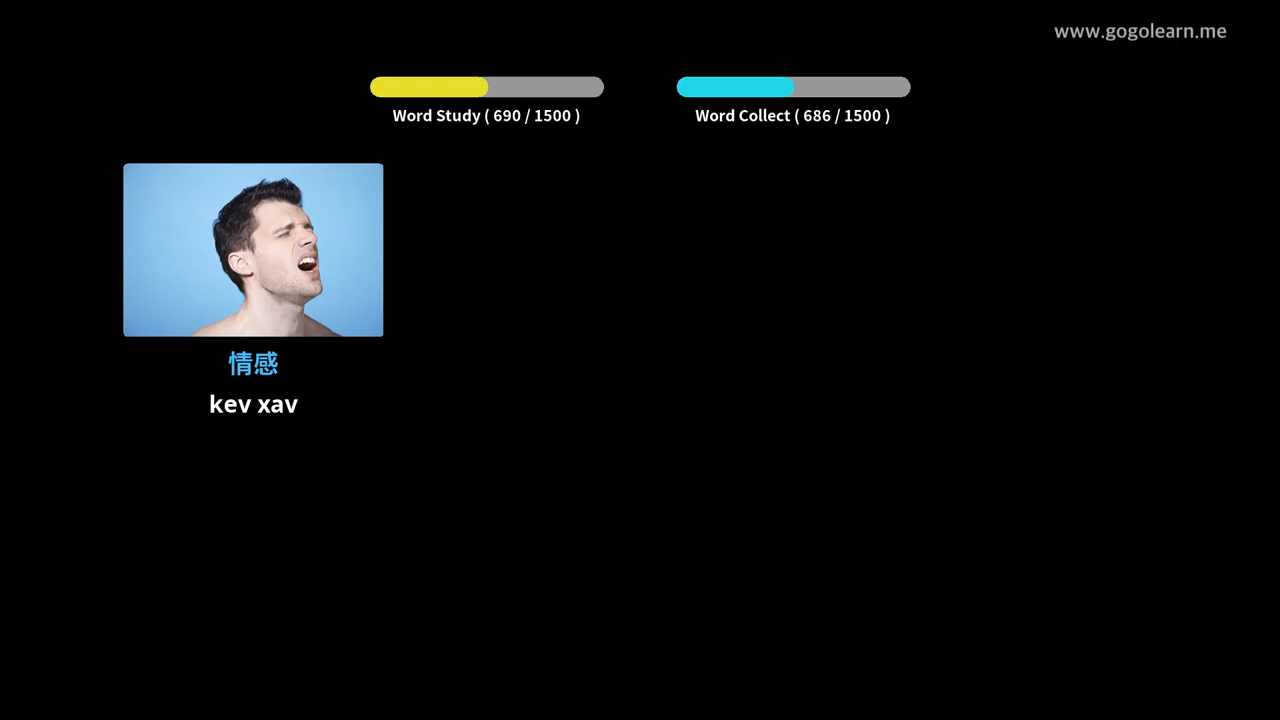 www.gogolearn.me
Word Study ( 690 / 1500 )
Word Collect ( 686 / 1500 )
情感
kev xav